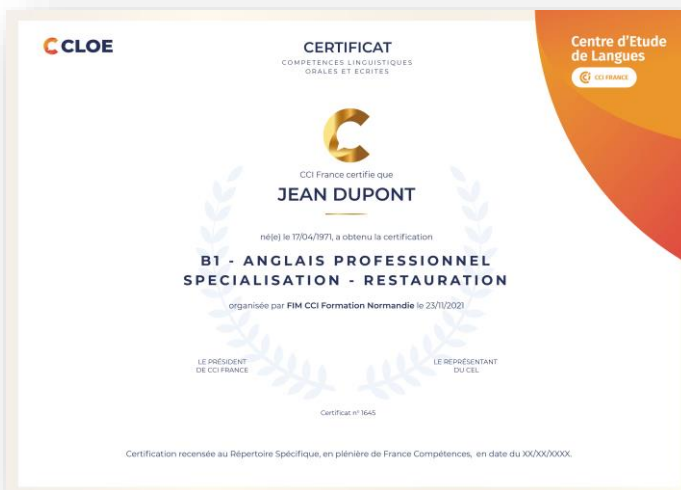 CLOE
CERTIFICAT
COMPETENCES LINGUISTIQUES
ORALES ET ECRITES
Centre d'Etude
de Langues
CCI FRANCE
CCI France certifie que
JEAN DUPONT
né(e) le 17/04/1971, a obtenu la certification
B1 - ANGLAIS PROFESSIONNEL
SPECIALISATION - RESTAURATION
organisée par FIM CCI Formation Normandie le 23/11/2021
LE PRÉSIDENT
DE CCI FRANCE
LE REPRÉSENTANT
DU CEL
Certificat n° 1645
Certification recensée au Répertoire Spécifique, en plénière de France Compétences, en date du XX/XX/XXXX.